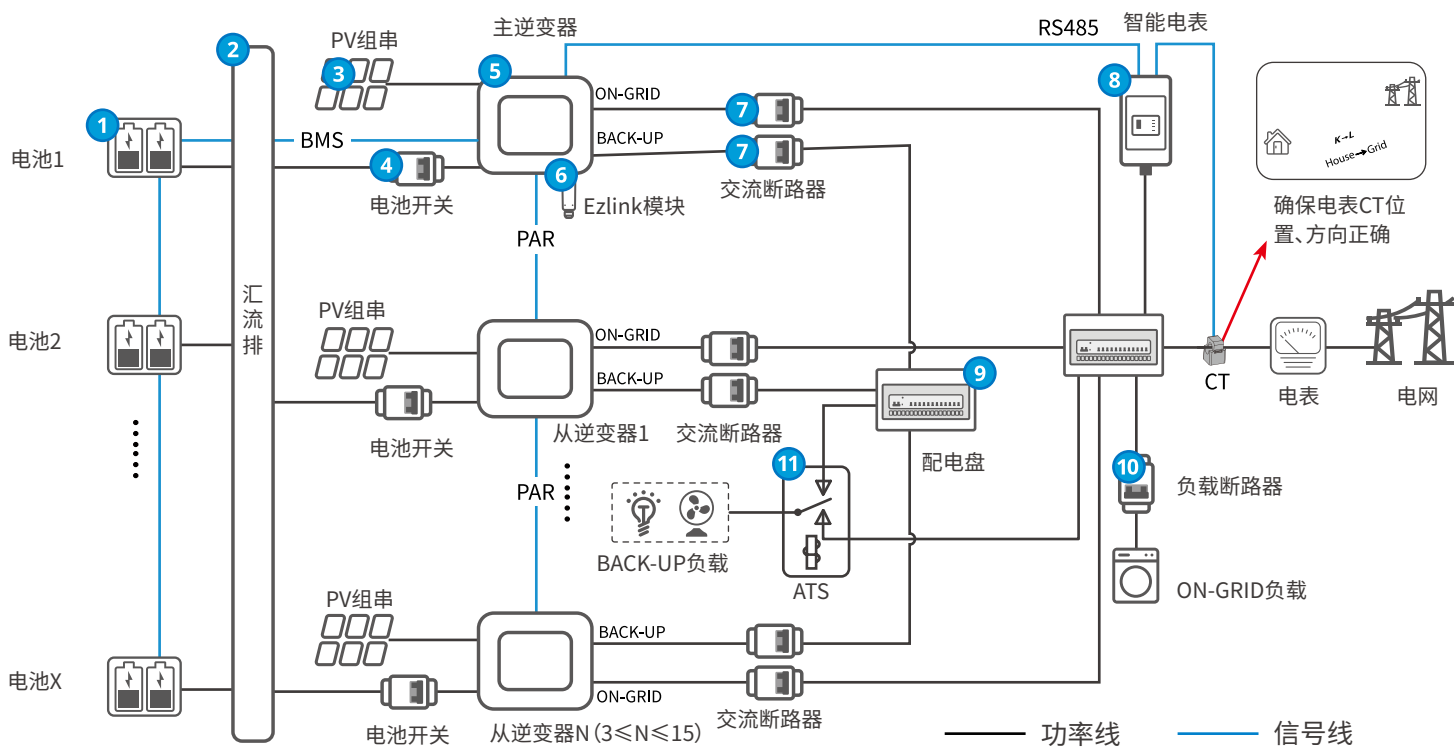 主逆变器
RS485
智能电表
2
PV组串
3
5
8
ON-GRID
7
K→L
House→Grid
1
BMS
BACK-UP
7
电池1
4
6
电池开关
Ezlink模块
交流断路器
确保电表CT位
置、方向正确
PAR
汇流排
PV组串
ON-GRID
电池2
BACK-UP
9
CT
电表
电网
电池开关
从逆变器1
交流断路器
配电盘
11
10
PAR
负载断路器
BACK-UP负载
ATS
ON-GRID负载
PV组串
BACK-UP
电池X
ON-GRID
电池开关
从逆变器N（3≤N≤15）
交流断路器
功率线
信号线